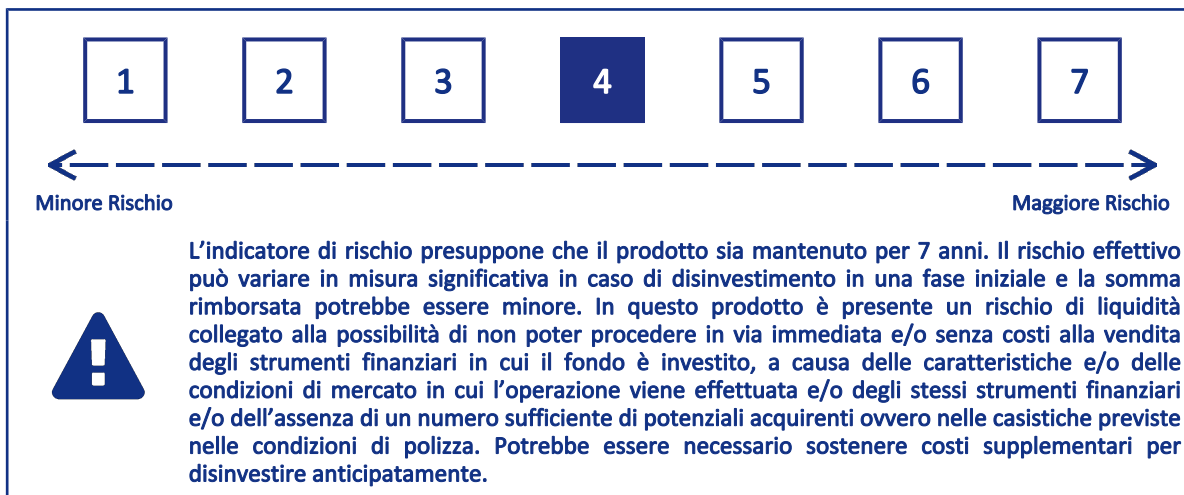 1 2 3 4 5 6 7
Minore Rischio Maggiore Rischio
L’indicatore di rischio presuppone che il prodotto sia mantenuto per 7 anni. Il rischio effettivo
può variare in misura significativa in caso di disinvestimento in una fase iniziale e la somma
rimborsata potrebbe essere minore. In questo prodotto è presente un rischio di liquidità
collegato alla possibilità di non poter procedere in via immediata e/o senza costi alla vendita
degli strumenti finanziari in cui il fondo è investito, a causa delle caratteristiche e/o delle
condizioni di mercato in cui l’operazione viene effettuata e/o degli stessi strumenti finanziari
e/o dell’assenza di un numero sufficiente di potenziali acquirenti ovvero nelle casistiche previste
nelle condizioni di polizza. Potrebbe essere necessario sostenere costi supplementari per
disinvestire anticipatamente.